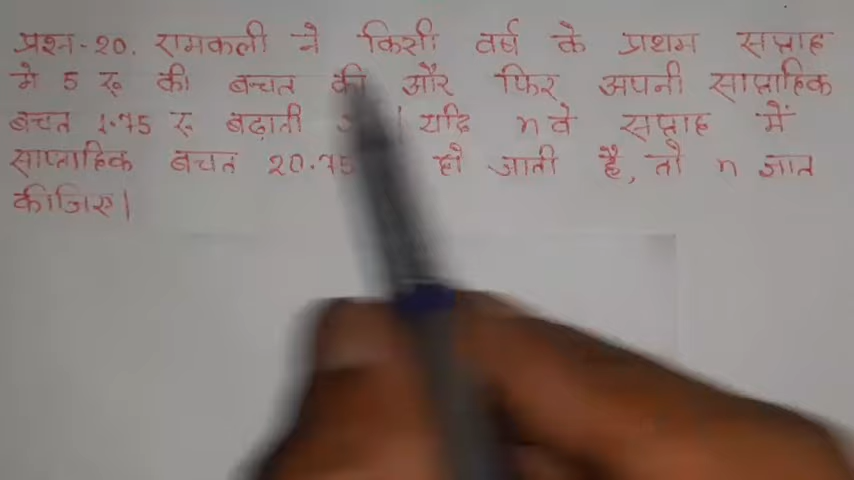 प्रश्न-20. रामकली ने किसी वर्ष के प्रथम सप्ताह
मे 5 रू की बचत की और फिर अपनी साप्ताहिक
बचत 1.75 रू बढ़ाती | यदि n वे सप्ताह में
साप्ताहिक बचत 20.75 हो जाती है, तो n ज्ञात
कीजिए।